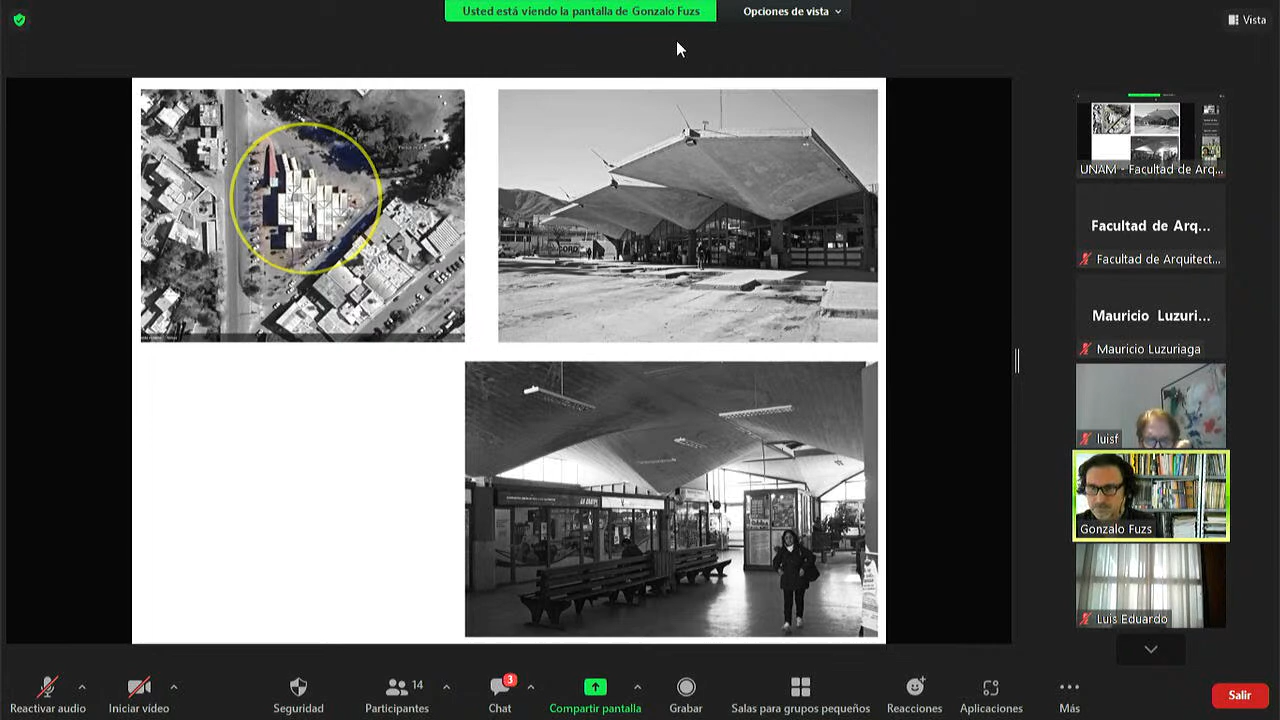 Usted está viendo la pantalla de Gonzalo Fuzs
Opciones de vista
Vista
UNAM - Facultad de Arq...
Facultad de Arq...
Facultad de Arquitect...
Mauricio Luzuri...
Mauricio Luzuriaga
luisf
Gonzalo Fuzs
Luis Eduardo
Reactivar audio
Iniciar vídeo
Seguridad
14
Participantes
3
Chat
Compartir pantalla
Grabar
Salas para grupos pequeños
Reacciones
Aplicaciones
Más
Salir